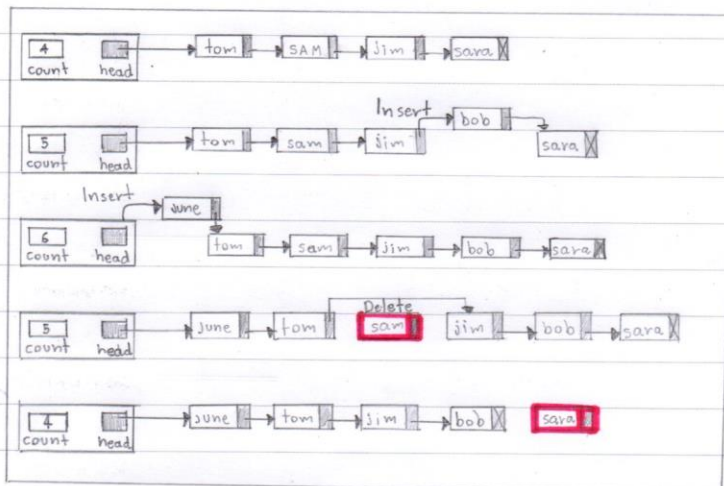 4 tom SAM jim sara
count head
Insert bob
5 tom sam jim sara
count head
Insert June
6 tom sam jim bob sara
count head
Delete
5 June tom sam jim bob sara
count head
4 June tom jim bob sara
count head